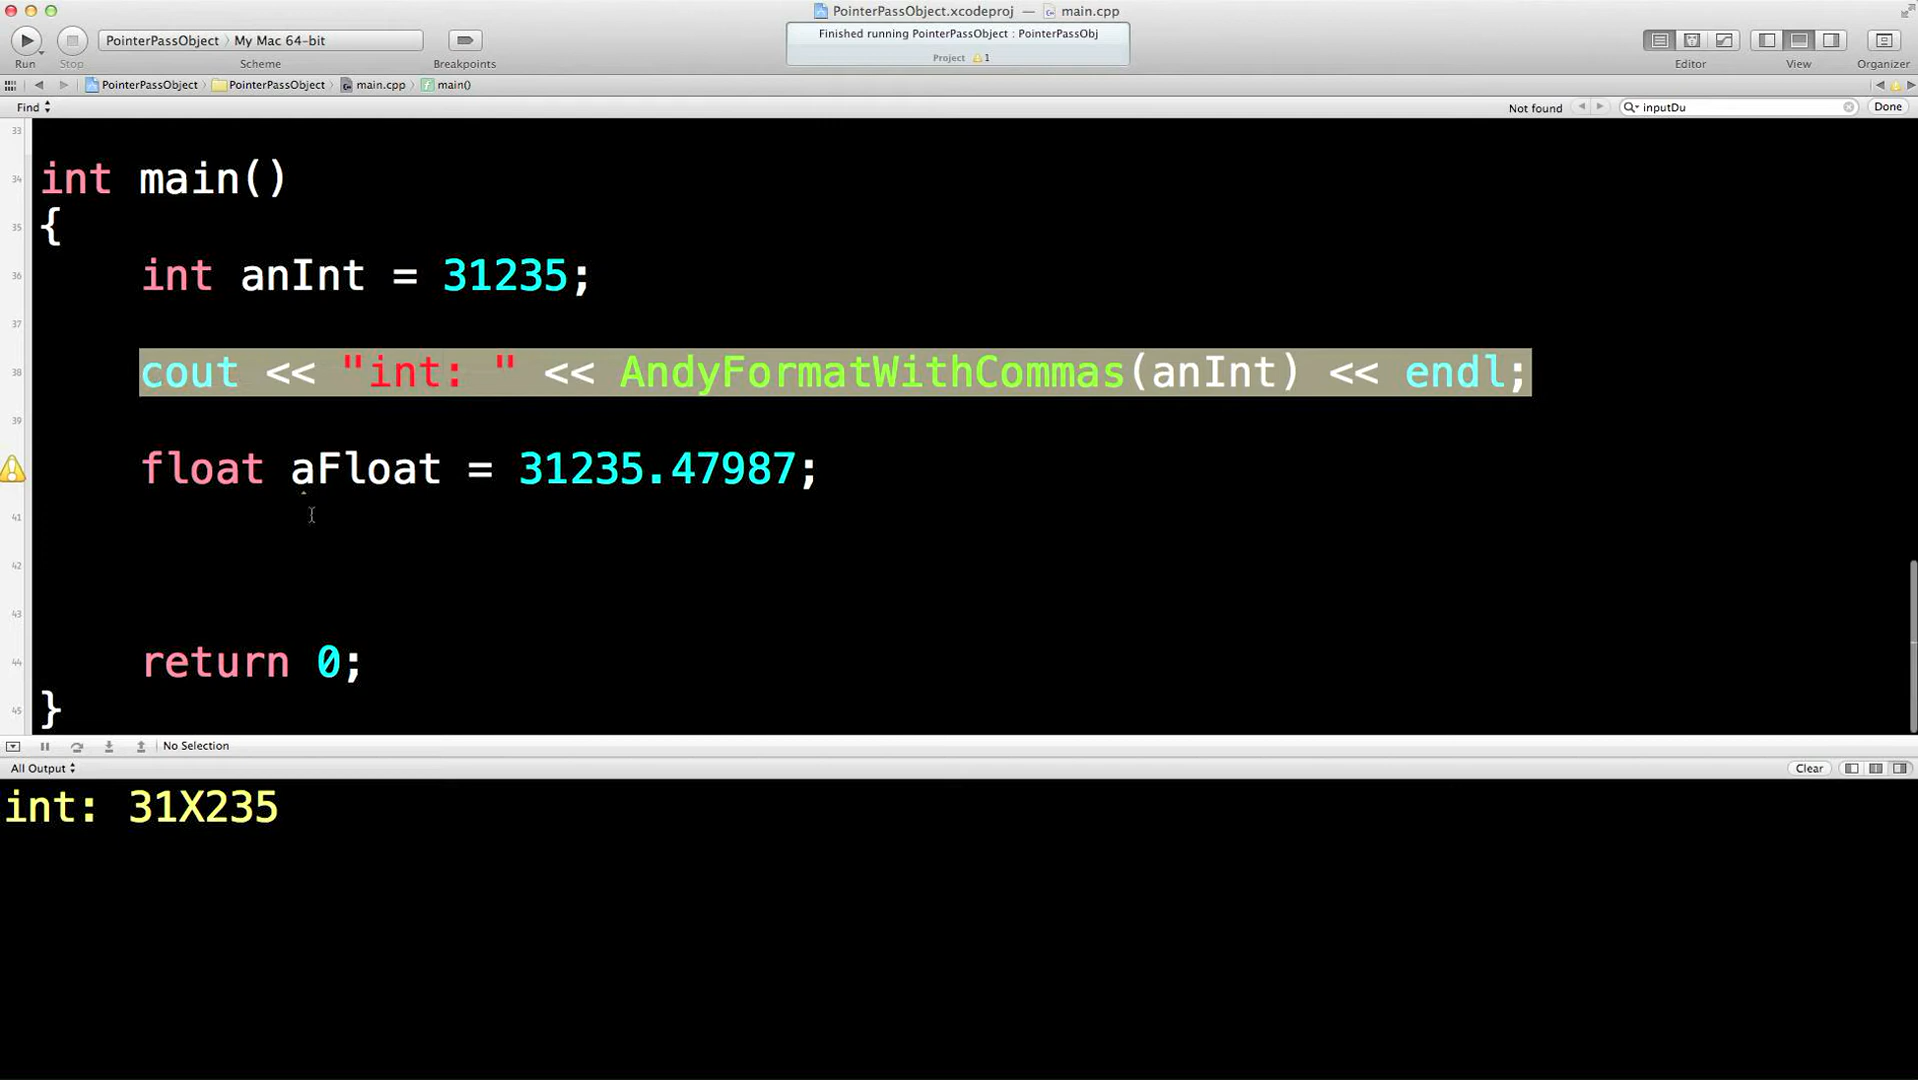 PointerPassObject.xcodeproj — main.cpp
PointerPassObject › My Mac 64-bit
Finished running PointerPassObject : PointerPassObj
Project 1
Run Stop Scheme Breakpoints Editor View Organizer
PointerPassObject › PointerPassObject › main.cpp › main()
Find Not found inputDu Done
33
34 int main()
35 {
36 int anInt = 31235;
37
38 cout << "int: " << AndyFormatWithCommas(anInt) << endl;
39
float aFloat = 31235.47987;
41
42
43
44 return 0;
45 }
No Selection
All Output Clear
int: 31X235